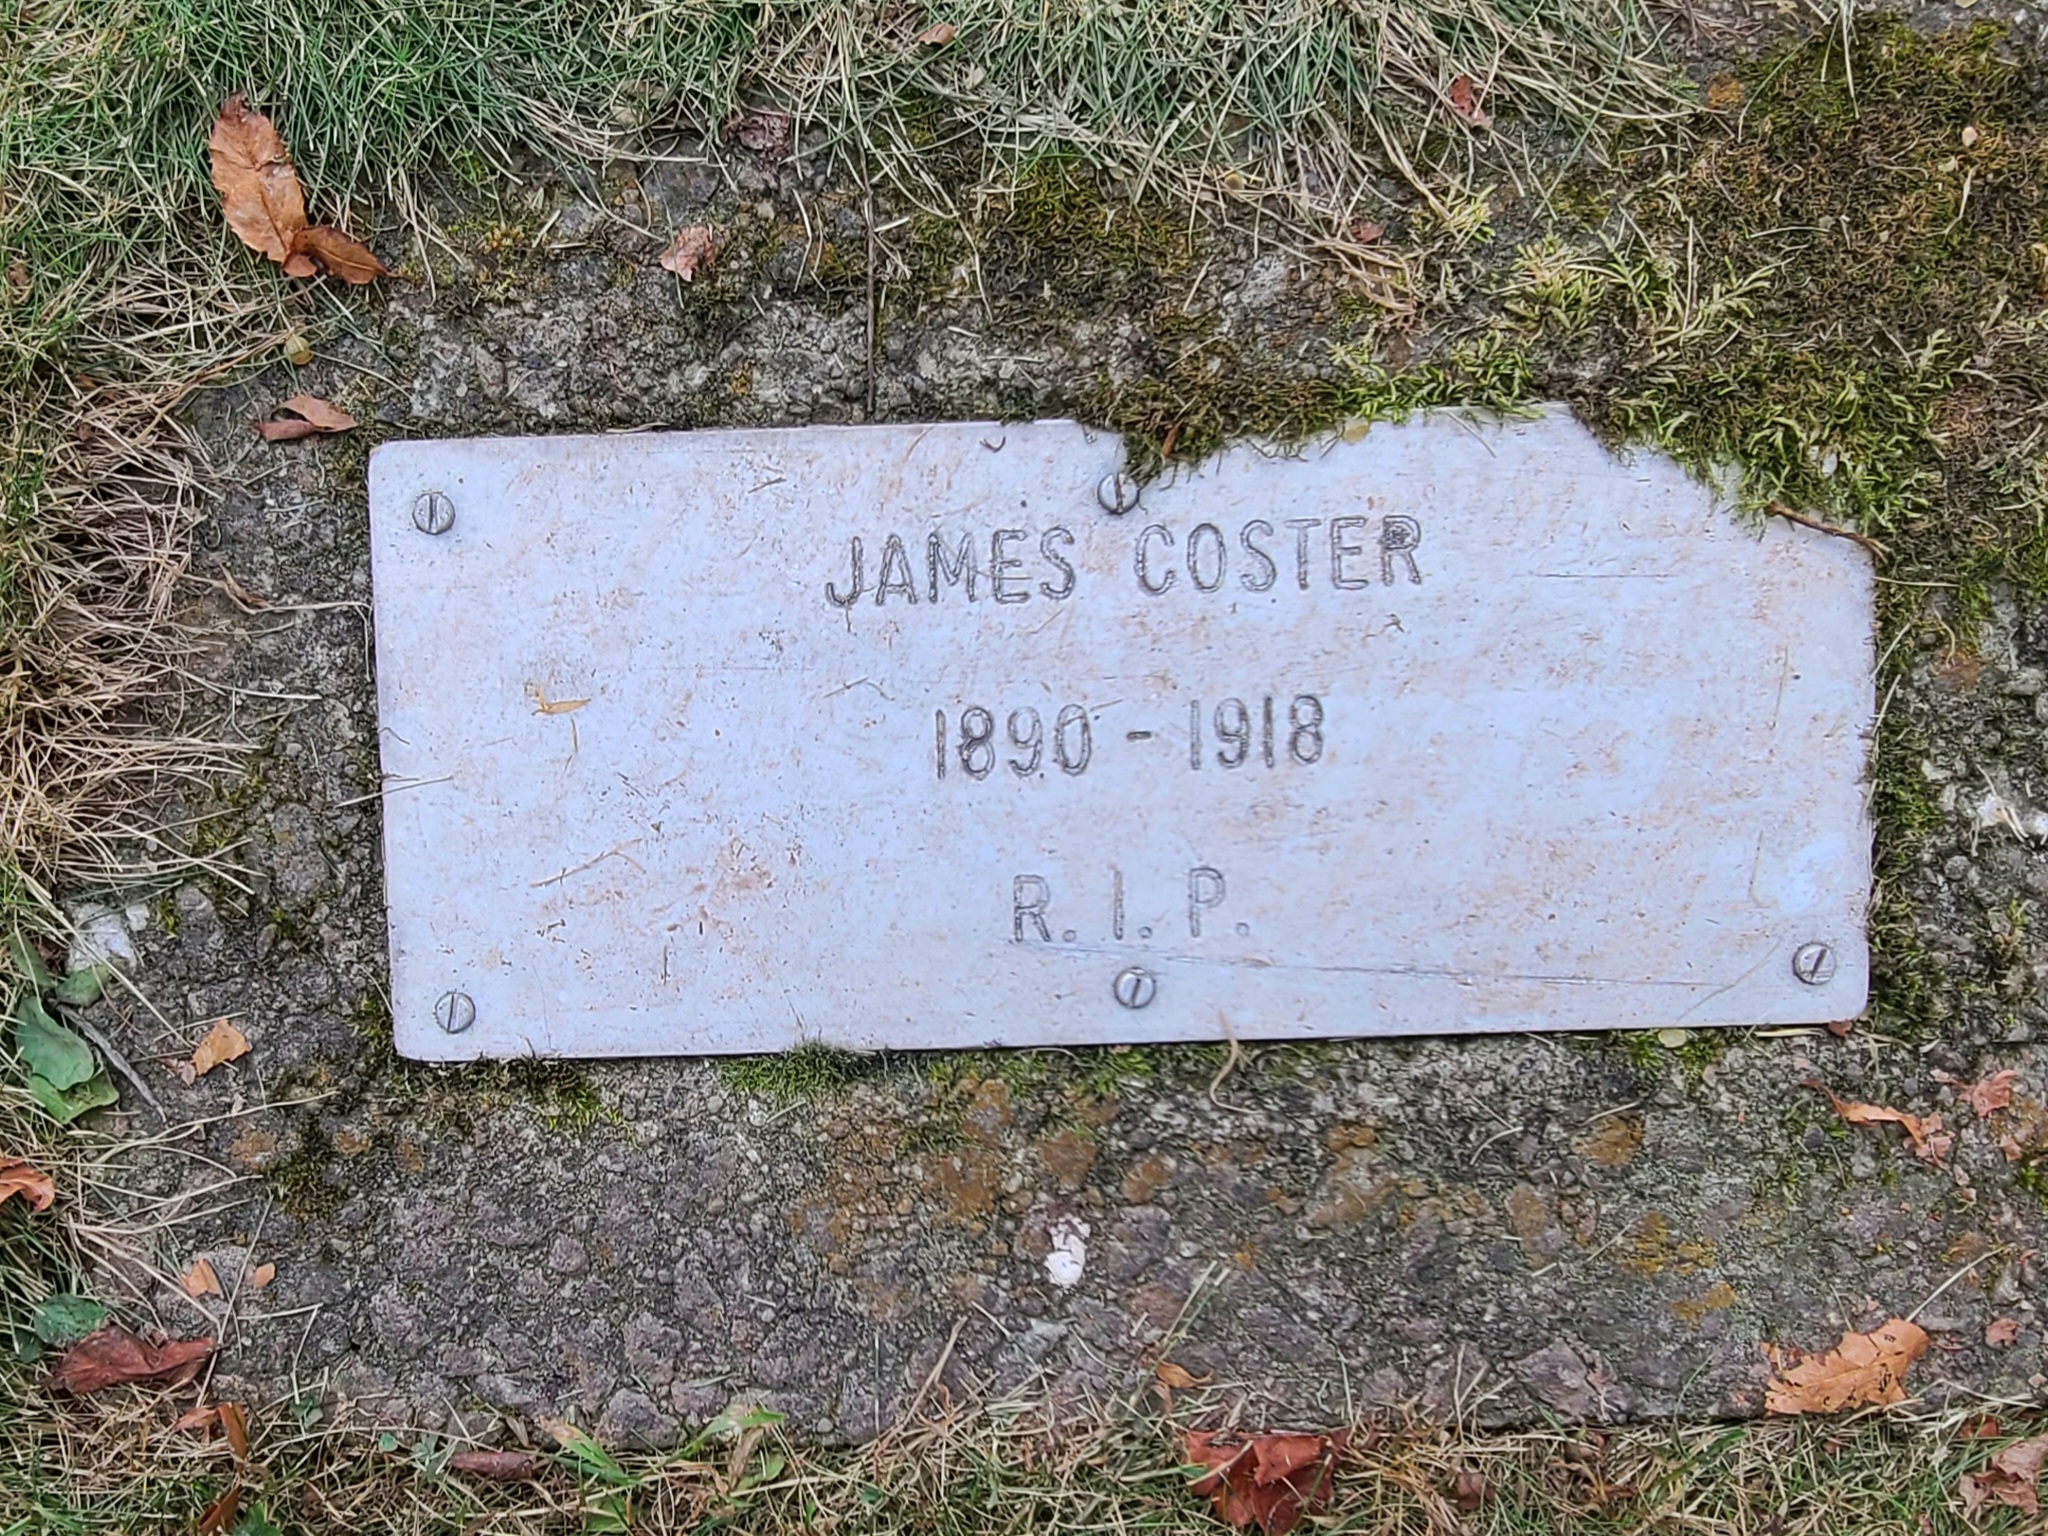 JAMES COSTER
1890 - 1918
R. I. P.